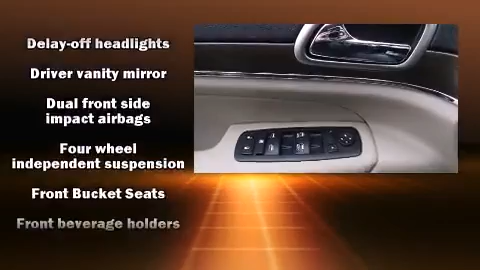 Delay-off headlights
Driver vanity mirror
Dual front side
impact airbags
Four wheel
independent suspension
Front Bucket Seats
Front beverage holders